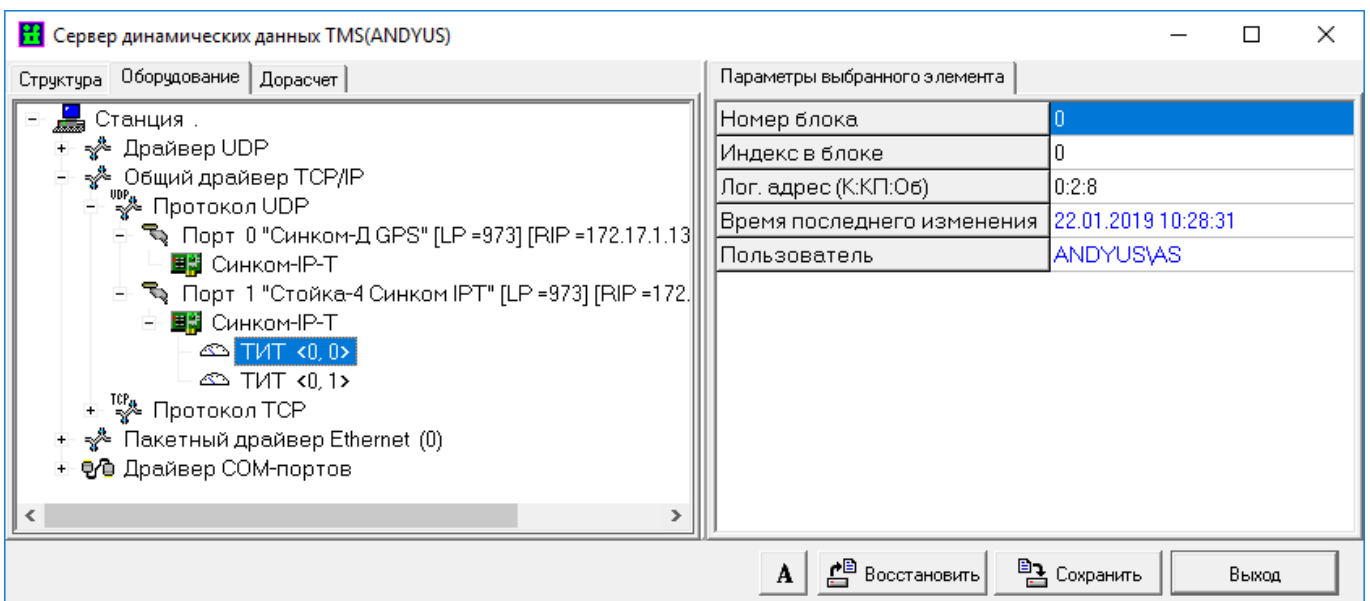 Сервер динамических данных TMS(ANDYUS)
Структура Оборудование Дорасчет
Станция .
Драйвер UDP
Общий драйвер TCP/IP
UDP Протокол UDP
Порт 0 "Синком-Д GPS" [LP =973] [RIP =172.17.1.13
Синком-IP-T
Порт 1 "Стойка-4 Синком IPT" [LP =973] [RIP =172.
Синком-IP-T
ТИТ <0, 0>
ТИТ <0, 1>
TCP Протокол TCP
Пакетный драйвер Ethernet (0)
Драйвер COM-портов
Параметры выбранного элемента
Номер блока 0
Индекс в блоке 0
Лог. адрес (К:КП:Об) 0:2:8
Время последнего изменения 22.01.2019 10:28:31
Пользователь ANDYUS\AS
A Восстановить Сохранить Выход